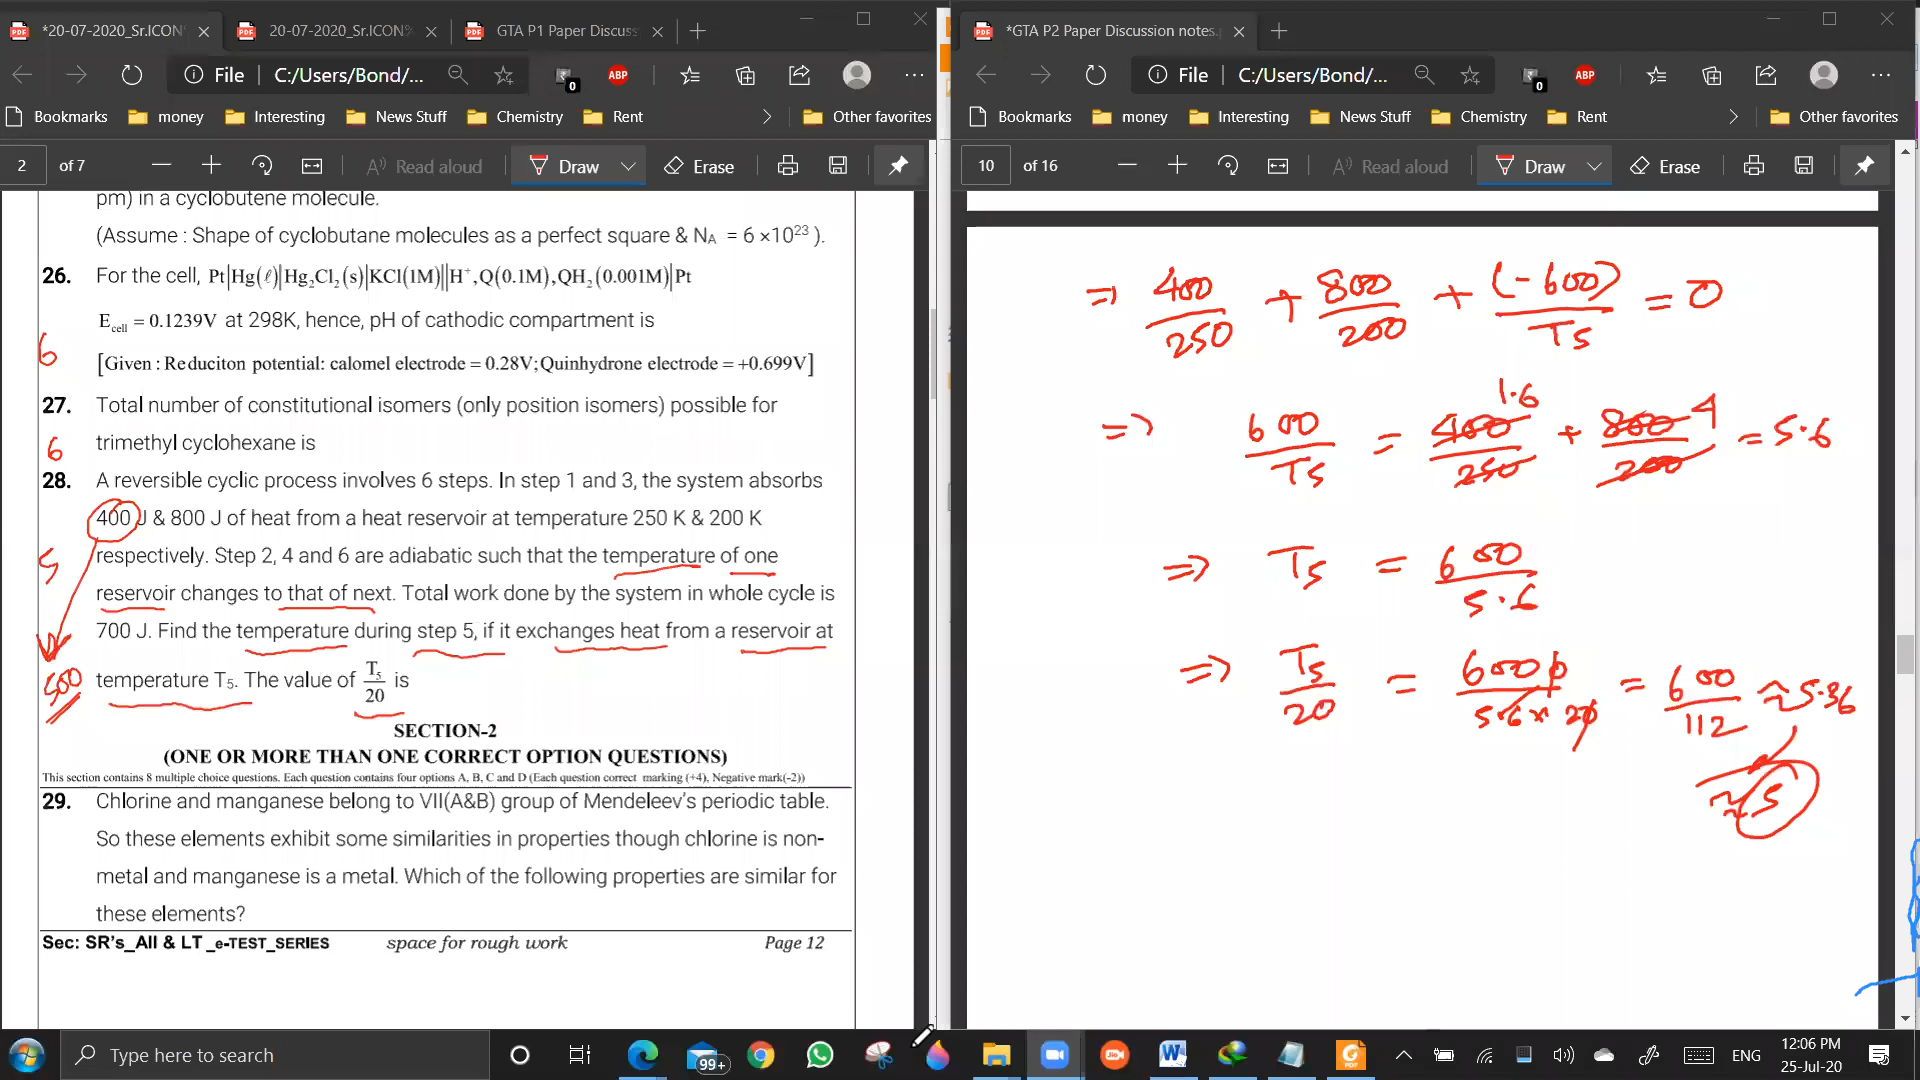 *20-07-2020_Sr.ICON%
20-07-2020_Sr.ICON%
GTA P1 Paper Discuss
File
C:/Users/Bond/...
ABP
0
Bookmarks
money
Interesting
News Stuff
Chemistry
Rent
Other favorites
2 of 7
Read aloud
Draw
Erase
pm) in a cyclobutene molecule.
(Assume : Shape of cyclobutane molecules as a perfect square & NA = 6 ×10²³ ).
26. For the cell, Pt|Hg(ℓ)|Hg₂Cl₂(s)|KCl(1M)||H⁺,Q(0.1M),QH₂(0.001M)|Pt
Ecell = 0.1239V at 298K, hence, pH of cathodic compartment is
6
[Given : Reduciton potential: calomel electrode = 0.28V; Quinhydrone electrode = +0.699V]
27. Total number of constitutional isomers (only position isomers) possible for
6 trimethyl cyclohexane is
28. A reversible cyclic process involves 6 steps. In step 1 and 3, the system absorbs
400 J & 800 J of heat from a heat reservoir at temperature 250 K & 200 K
5 respectively. Step 2, 4 and 6 are adiabatic such that the temperature of one
reservoir changes to that of next. Total work done by the system in whole cycle is
700 J. Find the temperature during step 5, if it exchanges heat from a reservoir at
500 temperature T₅. The value of T₅/20 is
SECTION-2
(ONE OR MORE THAN ONE CORRECT OPTION QUESTIONS)
This section contains 8 multiple choice questions. Each question contains four options A, B, C and D (Each question correct marking (+4), Negative mark(-2))
29. Chlorine and manganese belong to VII(A&B) group of Mendeleev's periodic table.
So these elements exhibit some similarities in properties though chlorine is non-
metal and manganese is a metal. Which of the following properties are similar for
these elements?
Sec: SR's_All & LT _e-TEST_SERIES space for rough work Page 12
*GTA P2 Paper Discussion notes.
File
C:/Users/Bond/...
ABP
0
Bookmarks
money
Interesting
News Stuff
Chemistry
Rent
Other favorites
10 of 16
Read aloud
Draw
Erase
⇒ 400/250 + 800/200 + (-600)/T5 = 0
1.6 4
⇒ 600/T5 = 400/250 + 800/200 = 5.6
⇒ T5 = 600/5.6
⇒ T5/20 = 6000/5.6×20 = 600/112 ≈ 5.36
≈ 5
Type here to search
99+
ENG
12:06 PM
25-Jul-20